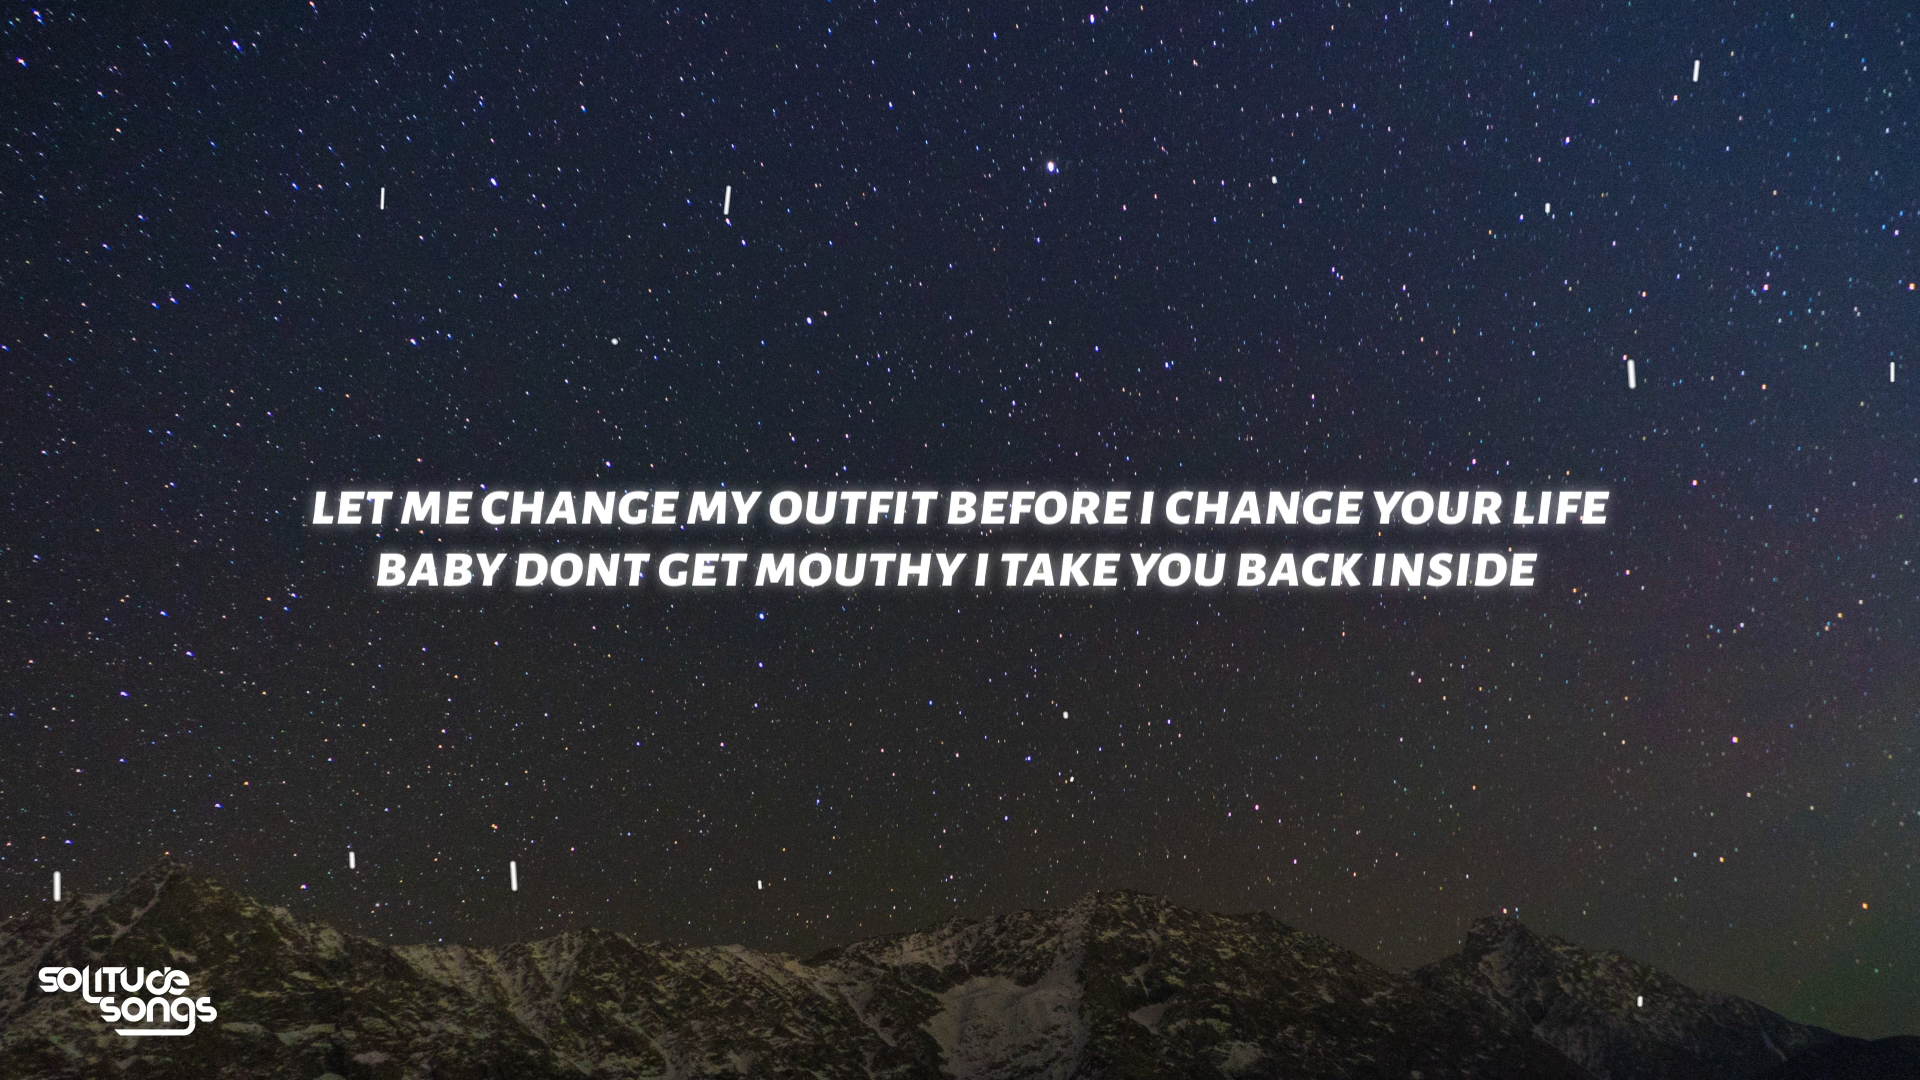 LET ME CHANGE MY OUTFIT BEFORE I CHANGE YOUR LIFE
BABY DONT GET MOUTHY I TAKE YOU BACK INSIDE
solitude
songs